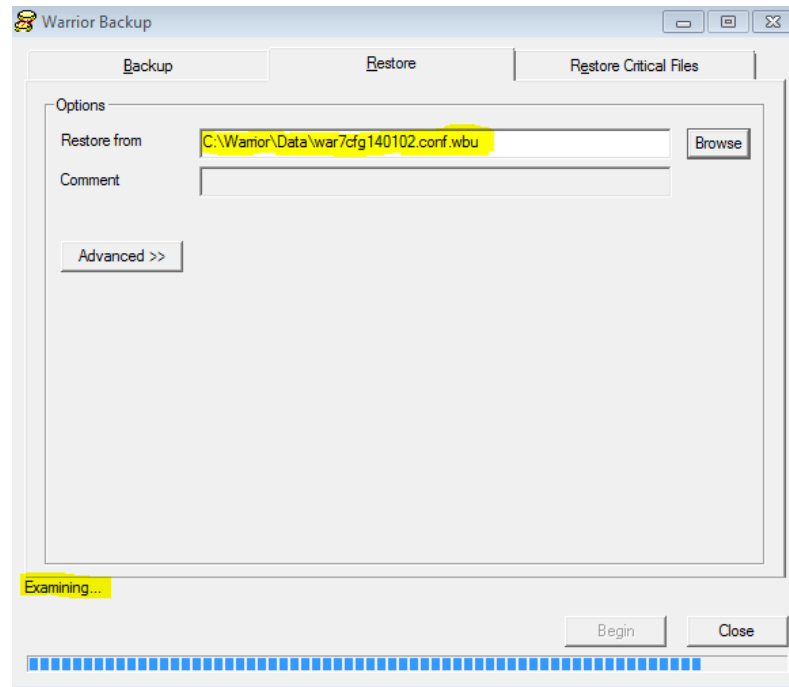 Warrior Backup
Backup
Restore
Restore Critical Files
Options
Restore from
C:\Warrior\Data\war7cfg140102.conf.wbu
Browse
Comment
Advanced >>
Examining...
Begin
Close